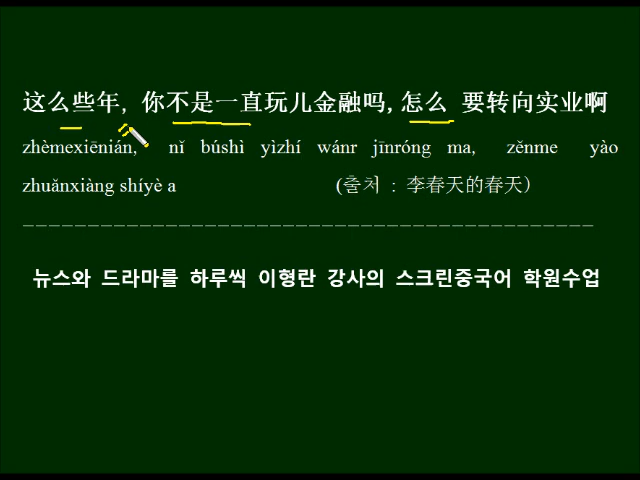 这么些年, 你不是一直玩儿金融吗, 怎么 要转向实业啊
zhèmexiēnián, nǐ búshì yìzhí wánr jīnróng ma, zěnme yào
zhuǎnxiàng shíyè a (출처 : 李春天的春天)
뉴스와 드라마를 하루씩 이형란 강사의 스크린중국어 학원수업